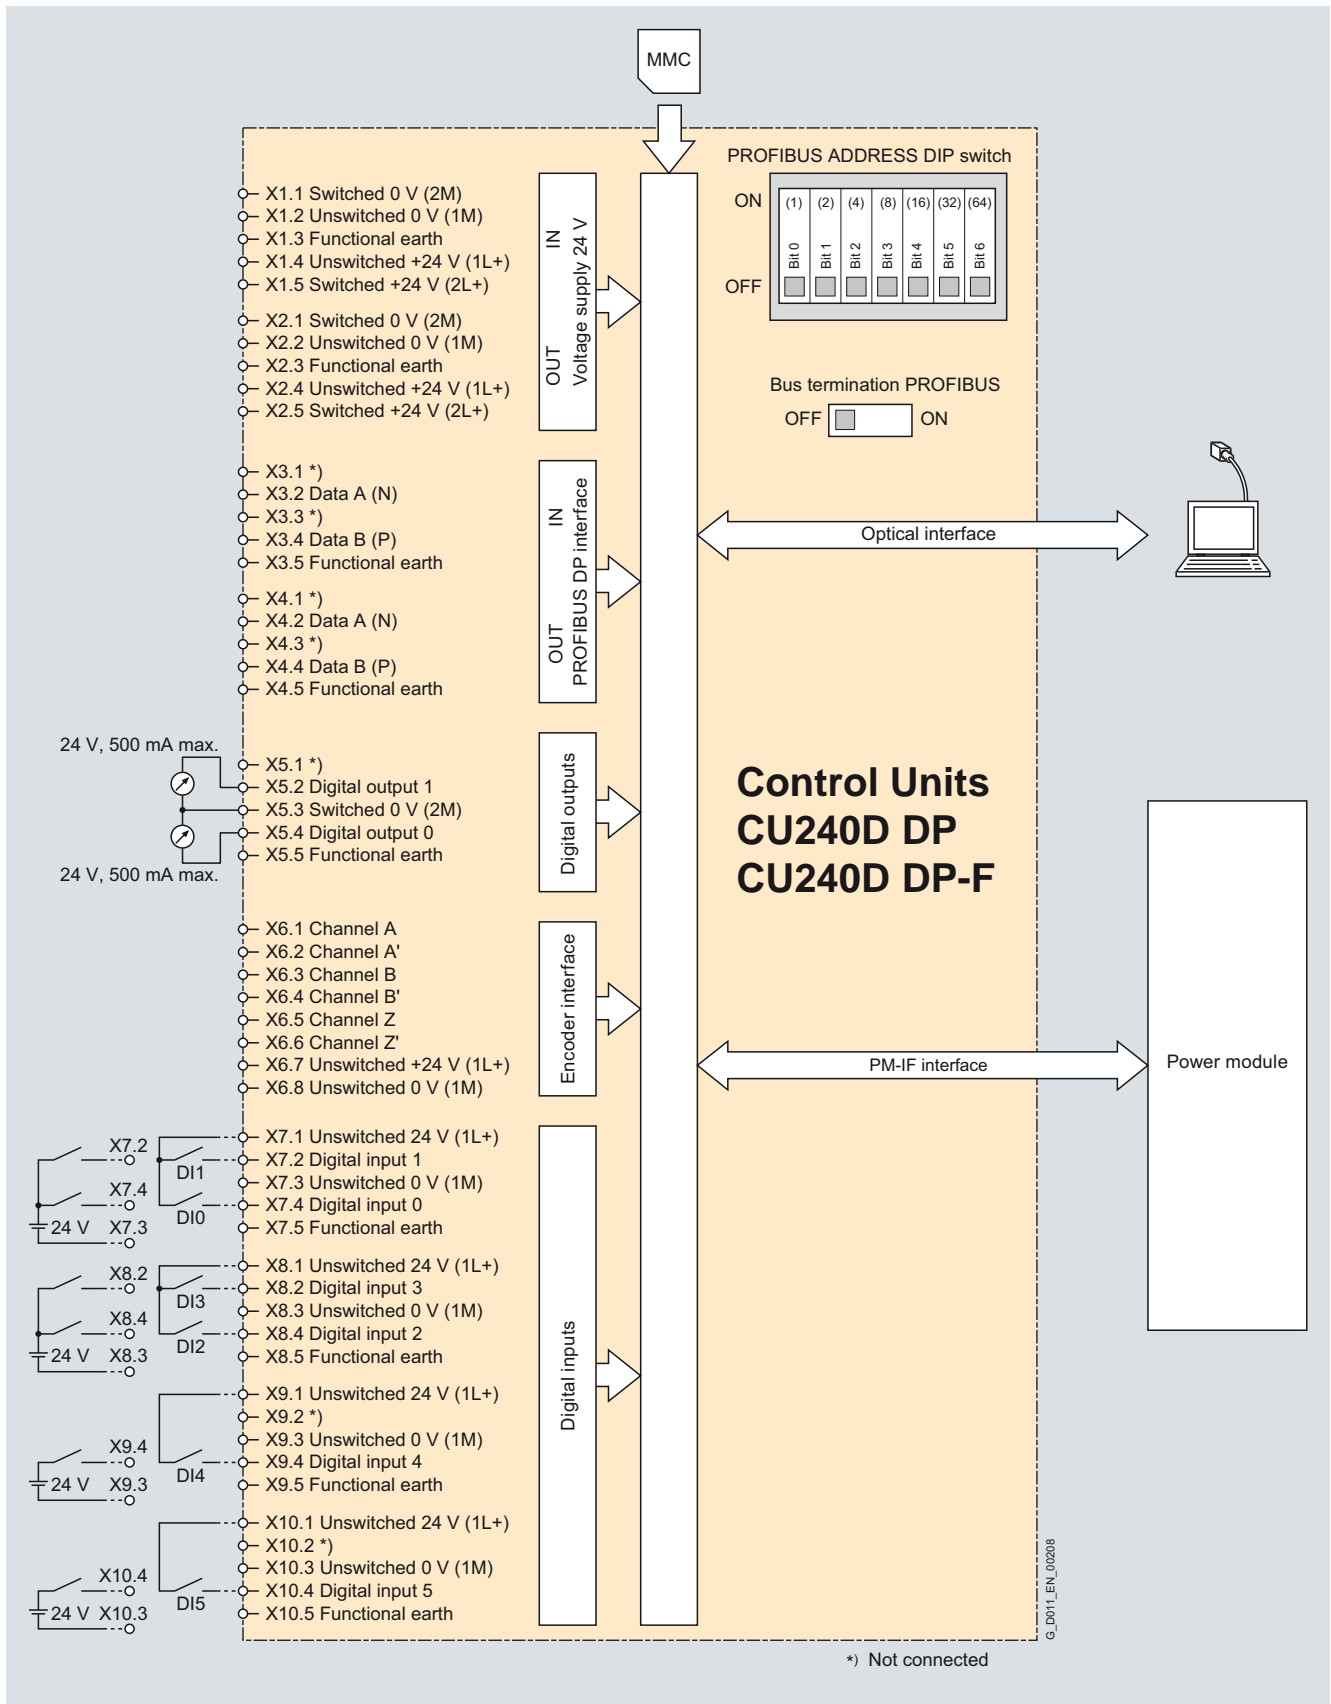 MMC
PROFIBUS ADDRESS DIP switch
ON
(1) (2) (4) (8) (16) (32) (64)
Bit 0 Bit 1 Bit 2 Bit 3 Bit 4 Bit 5 Bit 6
OFF
Bus termination PROFIBUS
OFF ON
X1.1 Switched 0 V (2M)
X1.2 Unswitched 0 V (1M)
X1.3 Functional earth
X1.4 Unswitched +24 V (1L+)
X1.5 Switched +24 V (2L+)
X2.1 Switched 0 V (2M)
X2.2 Unswitched 0 V (1M)
X2.3 Functional earth
X2.4 Unswitched +24 V (1L+)
X2.5 Switched +24 V (2L+)
OUT IN
Voltage supply 24 V
X3.1 *)
X3.2 Data A (N)
X3.3 *)
X3.4 Data B (P)
X3.5 Functional earth
X4.1 *)
X4.2 Data A (N)
X4.3 *)
X4.4 Data B (P)
X4.5 Functional earth
OUT IN
PROFIBUS DP interface
Optical interface
24 V, 500 mA max.
24 V, 500 mA max.
X5.1 *)
X5.2 Digital output 1
X5.3 Switched 0 V (2M)
X5.4 Digital output 0
X5.5 Functional earth
Digital outputs
Control Units
CU240D DP
CU240D DP-F
X6.1 Channel A
X6.2 Channel A'
X6.3 Channel B
X6.4 Channel B'
X6.5 Channel Z
X6.6 Channel Z'
X6.7 Unswitched +24 V (1L+)
X6.8 Unswitched 0 V (1M)
Encoder interface
PM-IF interface
Power module
X7.2
X7.4
24 V X7.3
DI1
DI0
X7.1 Unswitched 24 V (1L+)
X7.2 Digital input 1
X7.3 Unswitched 0 V (1M)
X7.4 Digital input 0
X7.5 Functional earth
X8.2
X8.4
24 V X8.3
DI3
DI2
X8.1 Unswitched 24 V (1L+)
X8.2 Digital input 3
X8.3 Unswitched 0 V (1M)
X8.4 Digital input 2
X8.5 Functional earth
X9.4
24 V X9.3
DI4
X9.1 Unswitched 24 V (1L+)
X9.2 *)
X9.3 Unswitched 0 V (1M)
X9.4 Digital input 4
X9.5 Functional earth
X10.4
24 V X10.3
DI5
X10.1 Unswitched 24 V (1L+)
X10.2 *)
X10.3 Unswitched 0 V (1M)
X10.4 Digital input 5
X10.5 Functional earth
Digital inputs
G_D011_EN_00208
*) Not connected